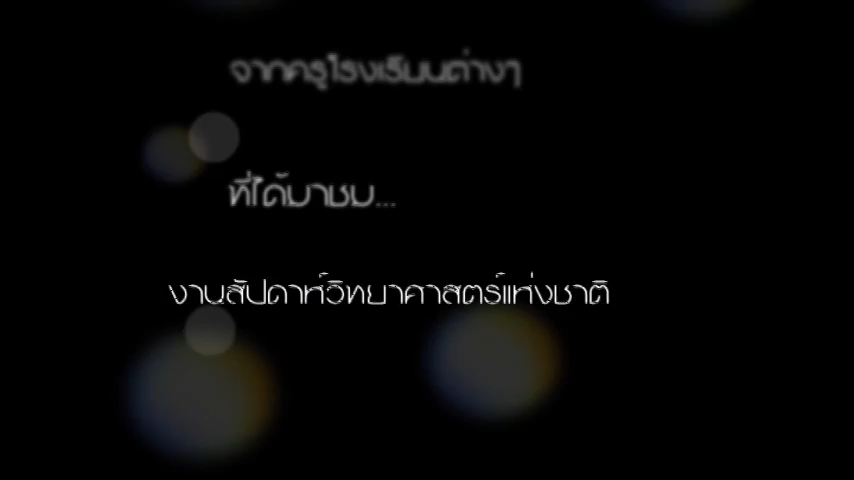 จากครูโรงเรียนต่างๆ
ที่ได้มาชม...
งานสัปดาห์วิทยาศาสตร์แห่งชาติ